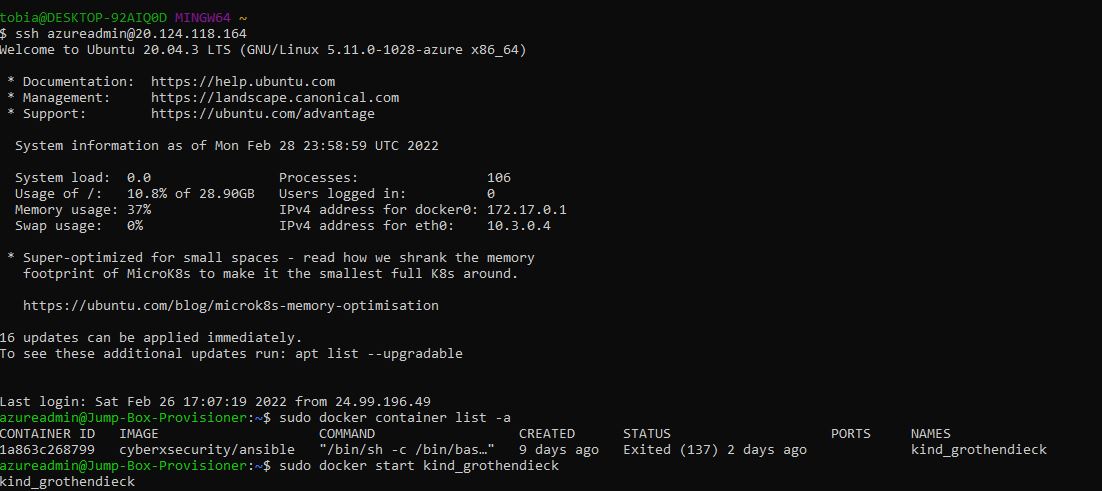 tobia@DESKTOP-92AIQ0D MINGW64 ~
$ ssh azureadmin@20.124.118.164
Welcome to Ubuntu 20.04.3 LTS (GNU/Linux 5.11.0-1028-azure x86_64)
* Documentation: https://help.ubuntu.com
* Management: https://landscape.canonical.com
* Support: https://ubuntu.com/advantage
System information as of Mon Feb 28 23:58:59 UTC 2022
System load: 0.0 Processes: 106
Usage of /: 10.8% of 28.90GB Users logged in: 0
Memory usage: 37% IPv4 address for docker0: 172.17.0.1
Swap usage: 0% IPv4 address for eth0: 10.3.0.4
* Super-optimized for small spaces - read how we shrank the memory
footprint of MicroK8s to make it the smallest full K8s around.
https://ubuntu.com/blog/microk8s-memory-optimisation
16 updates can be applied immediately.
To see these additional updates run: apt list --upgradable
Last login: Sat Feb 26 17:07:19 2022 from 24.99.196.49
azureadmin@Jump-Box-Provisioner:~$ sudo docker container list -a
CONTAINER ID IMAGE COMMAND CREATED STATUS PORTS NAMES
1a863c268799 cyberxsecurity/ansible "/bin/sh -c /bin/bas…" 9 days ago Exited (137) 2 days ago kind_grothendieck
azureadmin@Jump-Box-Provisioner:~$ sudo docker start kind_grothendieck
kind_grothendieck